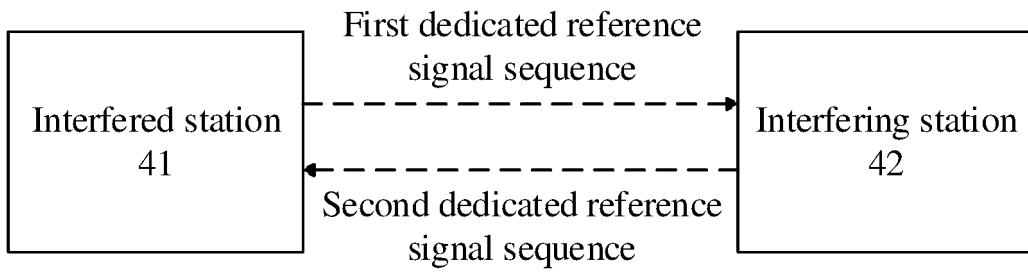 First dedicated reference
signal sequence
Interfered station
41
Interfering station
42
Second dedicated reference
signal sequence